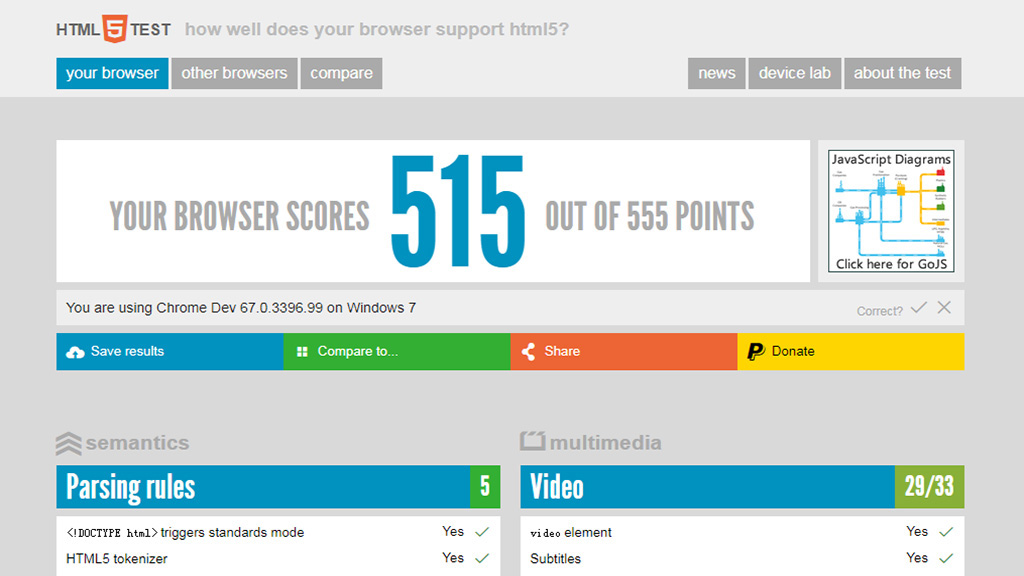 HTML5TEST how well does your browser support html5?
your browser other browsers compare news device lab about the test
YOUR BROWSER SCORES 515 OUT OF 555 POINTS
JavaScript Diagrams
Click here for GoJS
You are using Chrome Dev 67.0.3396.99 on Windows 7 Correct?
Save results Compare to... Share Donate
semantics
Parsing rules 5
<!DOCTYPE html> triggers standards mode Yes
HTML5 tokenizer Yes
multimedia
Video 29/33
video element Yes
Subtitles Yes